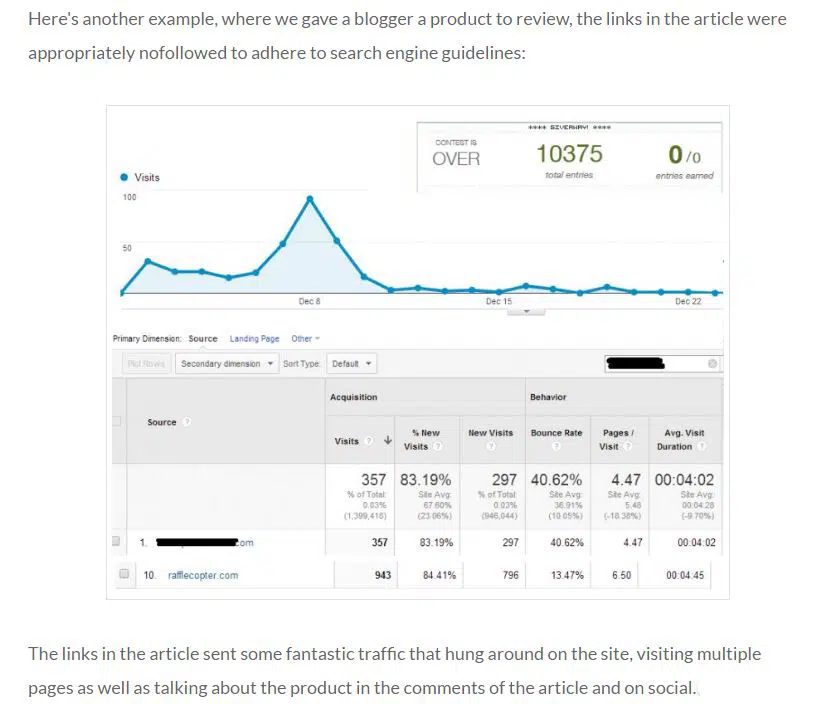 Here's another example, where we gave a blogger a product to review, the links in the article were
appropriately nofollowed to adhere to search engine guidelines:
**** GIVEAWAY! ****
CONTEST IS
OVER
10375
total entries
0/0
entries earned
Visits
100
50
Dec 8
Dec 15
Dec 22
Primary Dimension: Source Landing Page Other
Plot Rows Secondary dimension Sort Type: Default
Acquisition Behavior
Source ? Visits ? % New Visits ? New Visits ? Bounce Rate ? Pages / Visit ? Avg. Visit Duration ?
357 83.19% 297 40.62% 4.47 00:04:02
% of Total: Site Avg: % of Total: Site Avg: Site Avg: Site Avg:
0.03% 67.60% 0.03% 36.91% 5.48 00:04:28
(1,399,418) (23.06%) (946,044) (10.05%) (-18.38%) (-9.70%)
1. com 357 83.19% 297 40.62% 4.47 00:04:02
10. rafflecopter.com 943 84.41% 796 13.47% 6.50 00:04:45
The links in the article sent some fantastic traffic that hung around on the site, visiting multiple
pages as well as talking about the product in the comments of the article and on social.